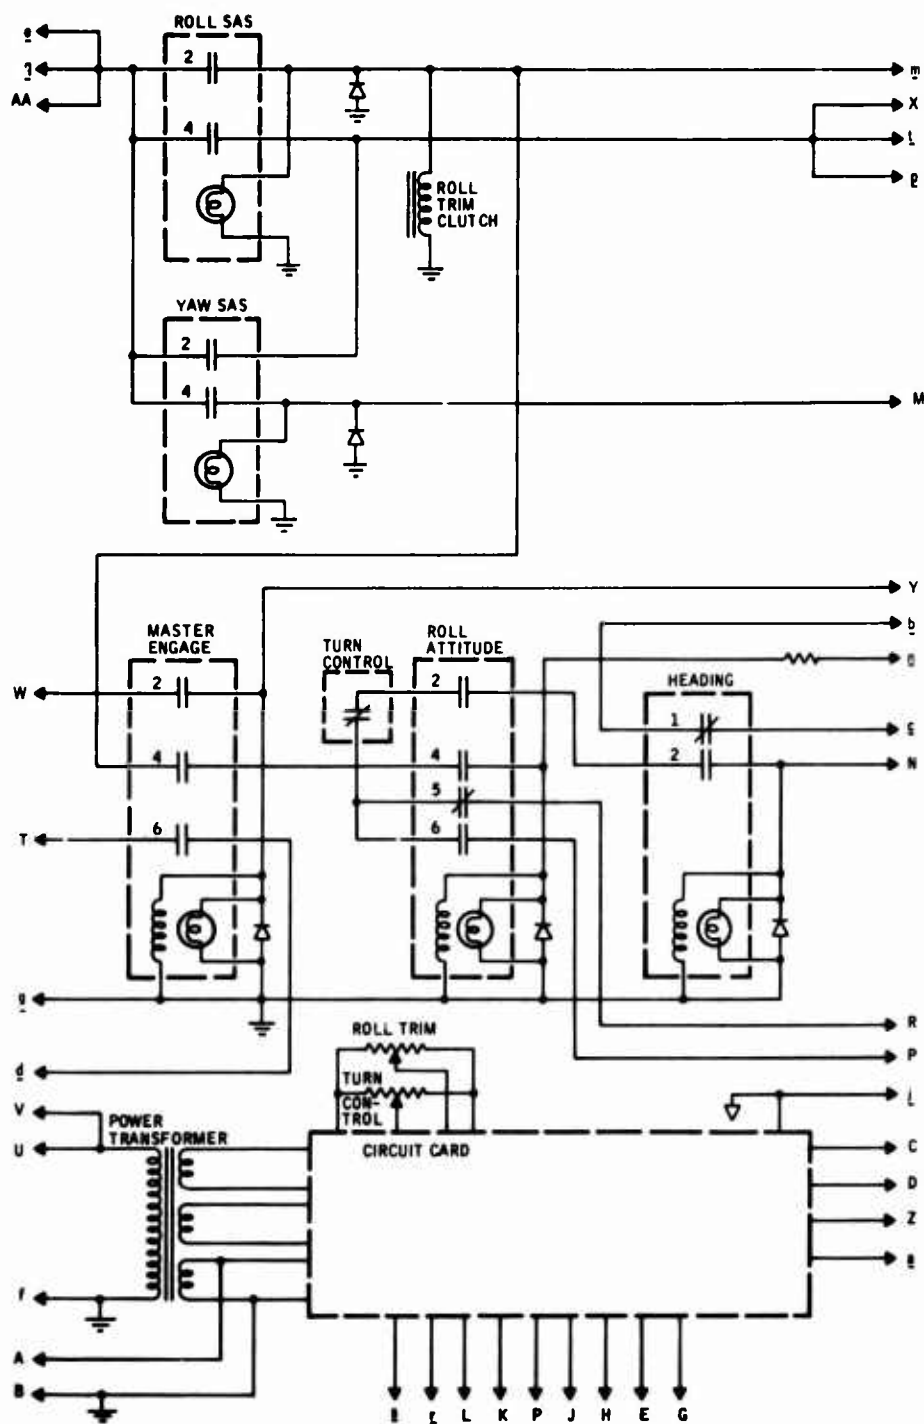 ROLL SAS
2
AA
m
X
4
ROLL
TRIM
CLUTCH
YAW SAS
2
4
M
Y
MASTER
ENGAGE
TURN
CONTROL
ROLL
ATTITUDE
b
HEADING
2
2
W
1
4
4
2
N
5
T
6
6
R
ROLL TRIM
P
d
TURN
CON-
TROL
V
POWER
TRANSFORMER
U
CIRCUIT CARD
C
D
Z
f
A
B
L
K
P
J
H
E
G